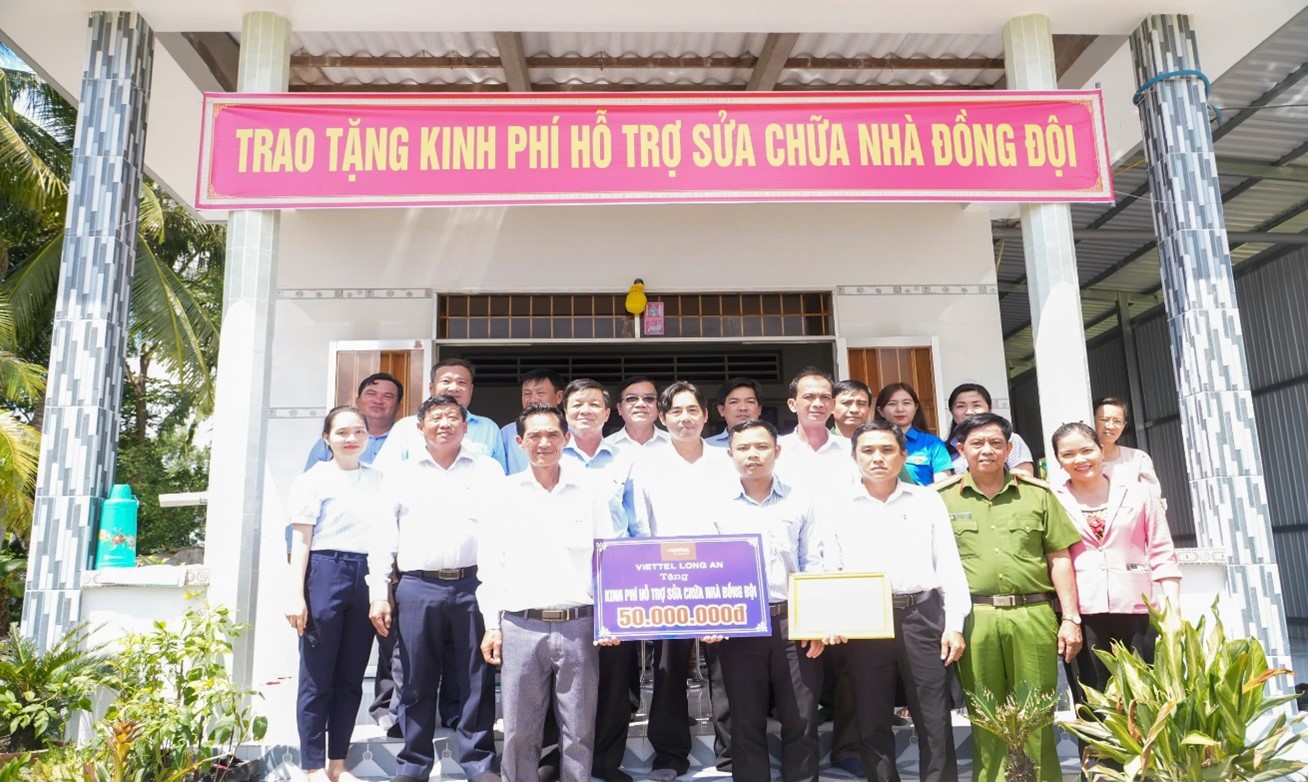 TRAO TẶNG KINH PHÍ HỖ TRỢ SỬA CHỮA NHÀ ĐỒNG ĐỘI
VIETTEL LONG AN
Tặng
KINH PHÍ HỖ TRỢ SỬA CHỮA NHÀ ĐỒNG ĐỘI
50.000.000đ